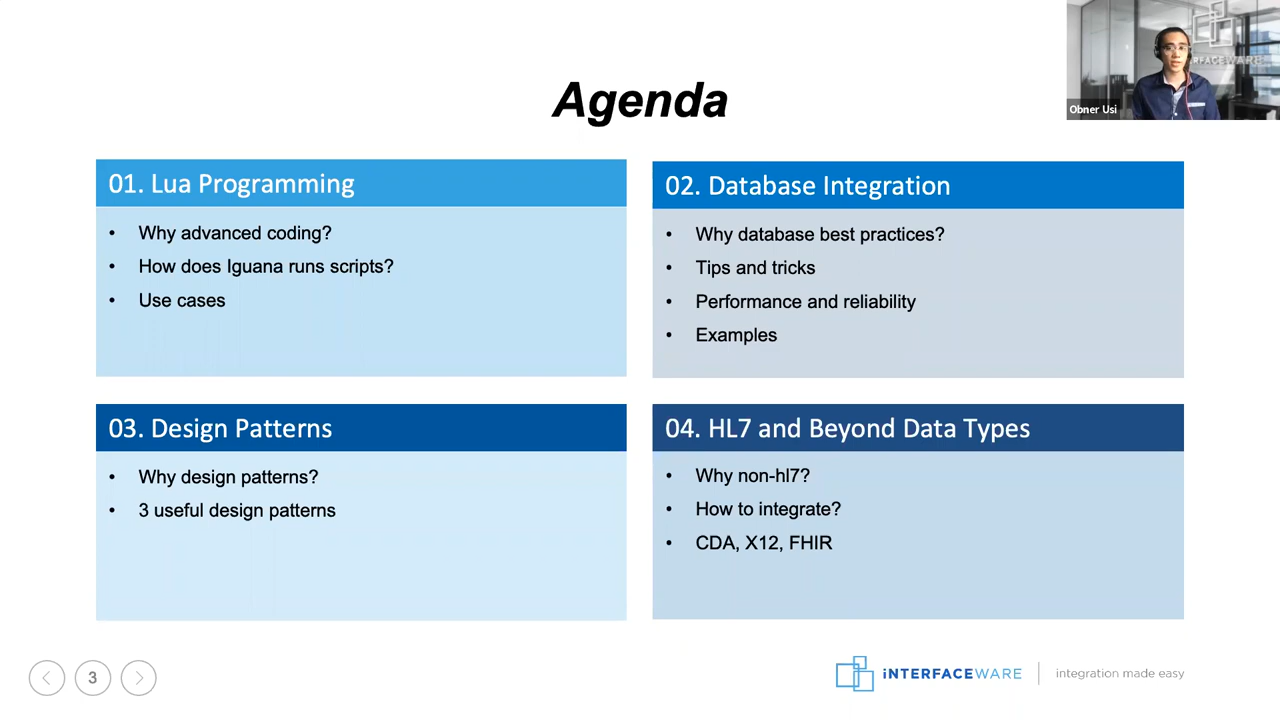 Agenda
RFACEWARE
Obner Usi
01. Lua Programming
• Why advanced coding?
• How does Iguana runs scripts?
• Use cases
02. Database Integration
• Why database best practices?
• Tips and tricks
• Performance and reliability
• Examples
03. Design Patterns
• Why design patterns?
• 3 useful design patterns
04. HL7 and Beyond Data Types
• Why non-hl7?
• How to integrate?
• CDA, X12, FHIR
3
iNTERFACEWARE
integration made easy